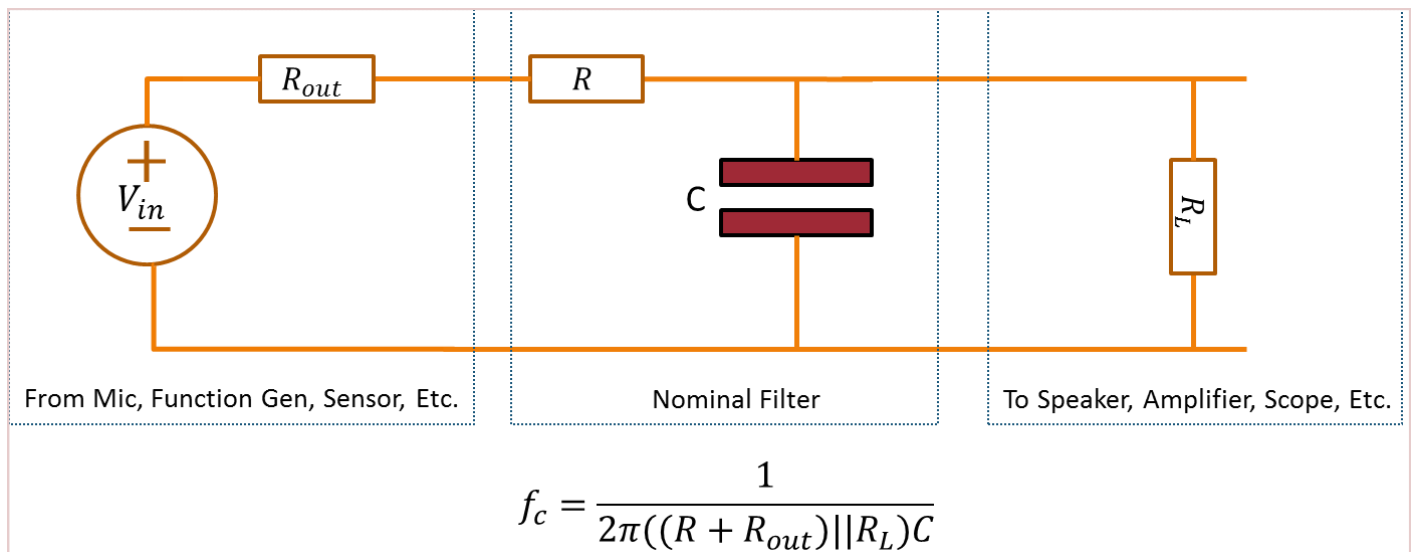 R_out
R
+
V_in
−
C
R_L
From Mic, Function Gen, Sensor, Etc.
Nominal Filter
To Speaker, Amplifier, Scope, Etc.
f_c = 1 / (2π((R + R_out)||R_L)C)